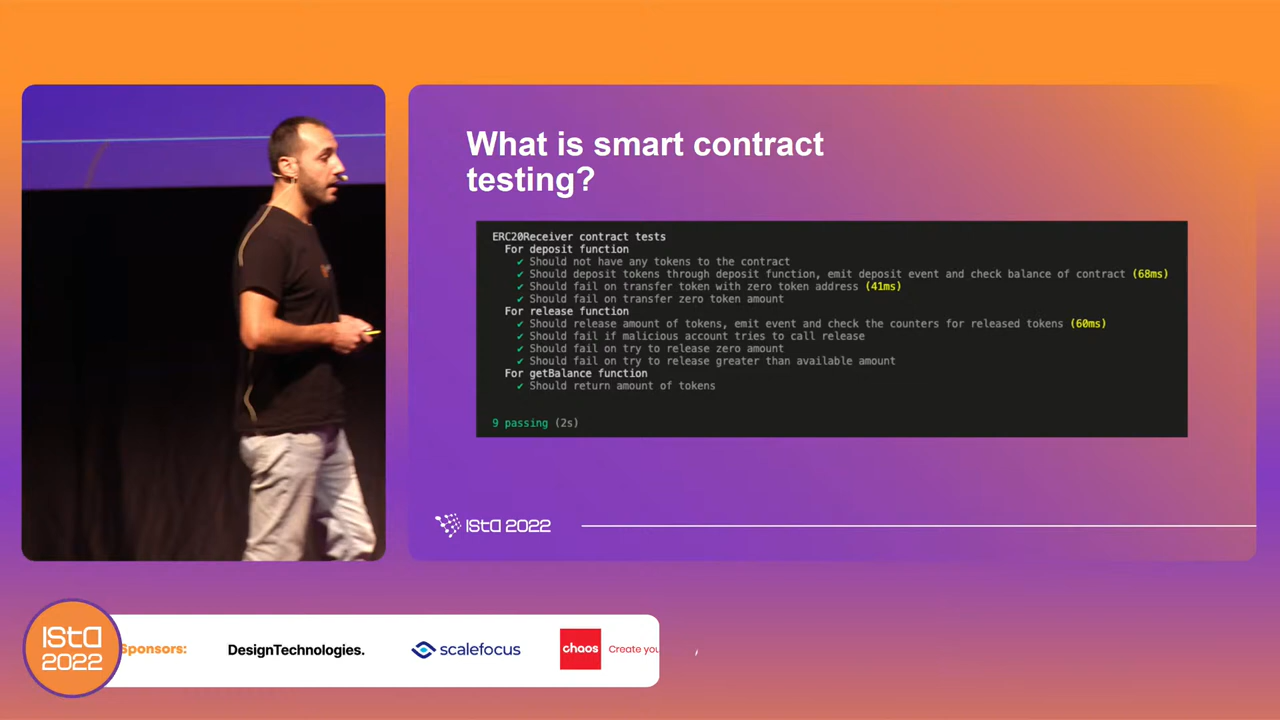 What is smart contract
testing?
ERC20Receiver contract tests
For deposit function
✔ Should not have any tokens to the contract
✔ Should deposit tokens through deposit function, emit deposit event and check balance of contract (68ms)
✔ Should fail on transfer token with zero token address (41ms)
✔ Should fail on transfer zero token amount
For release function
✔ Should release amount of tokens, emit event and check the counters for released tokens (60ms)
✔ Should fail if malicious account tries to call release
✔ Should fail on try to release zero amount
✔ Should fail on try to release greater than available amount
For getBalance function
✔ Should return amount of tokens
9 passing (2s)
ISTA 2022
ISTA
2022
Sponsors:
DesignTechnologies.
scalefocus
chaos
Create you